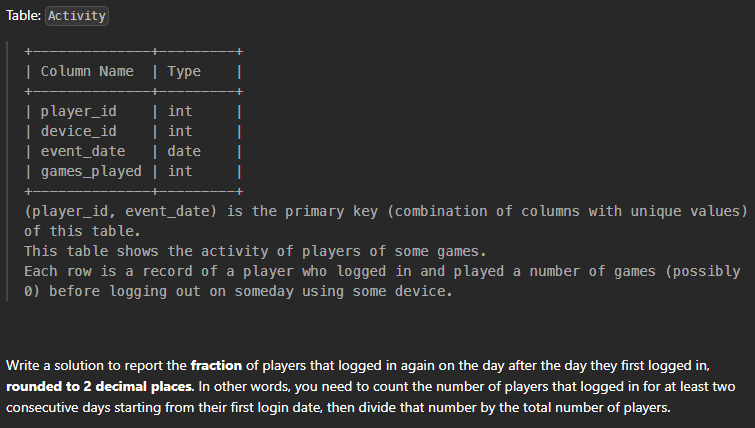 Table: Activity
+--------------+---------+
| Column Name  | Type    |
+--------------+---------+
| player_id    | int     |
| device_id    | int     |
| event_date   | date    |
| games_played | int     |
+--------------+---------+
(player_id, event_date) is the primary key (combination of columns with unique values)
of this table.
This table shows the activity of players of some games.
Each row is a record of a player who logged in and played a number of games (possibly
0) before logging out on someday using some device.
Write a solution to report the fraction of players that logged in again on the day after the day they first logged in,
rounded to 2 decimal places. In other words, you need to count the number of players that logged in for at least two
consecutive days starting from their first login date, then divide that number by the total number of players.